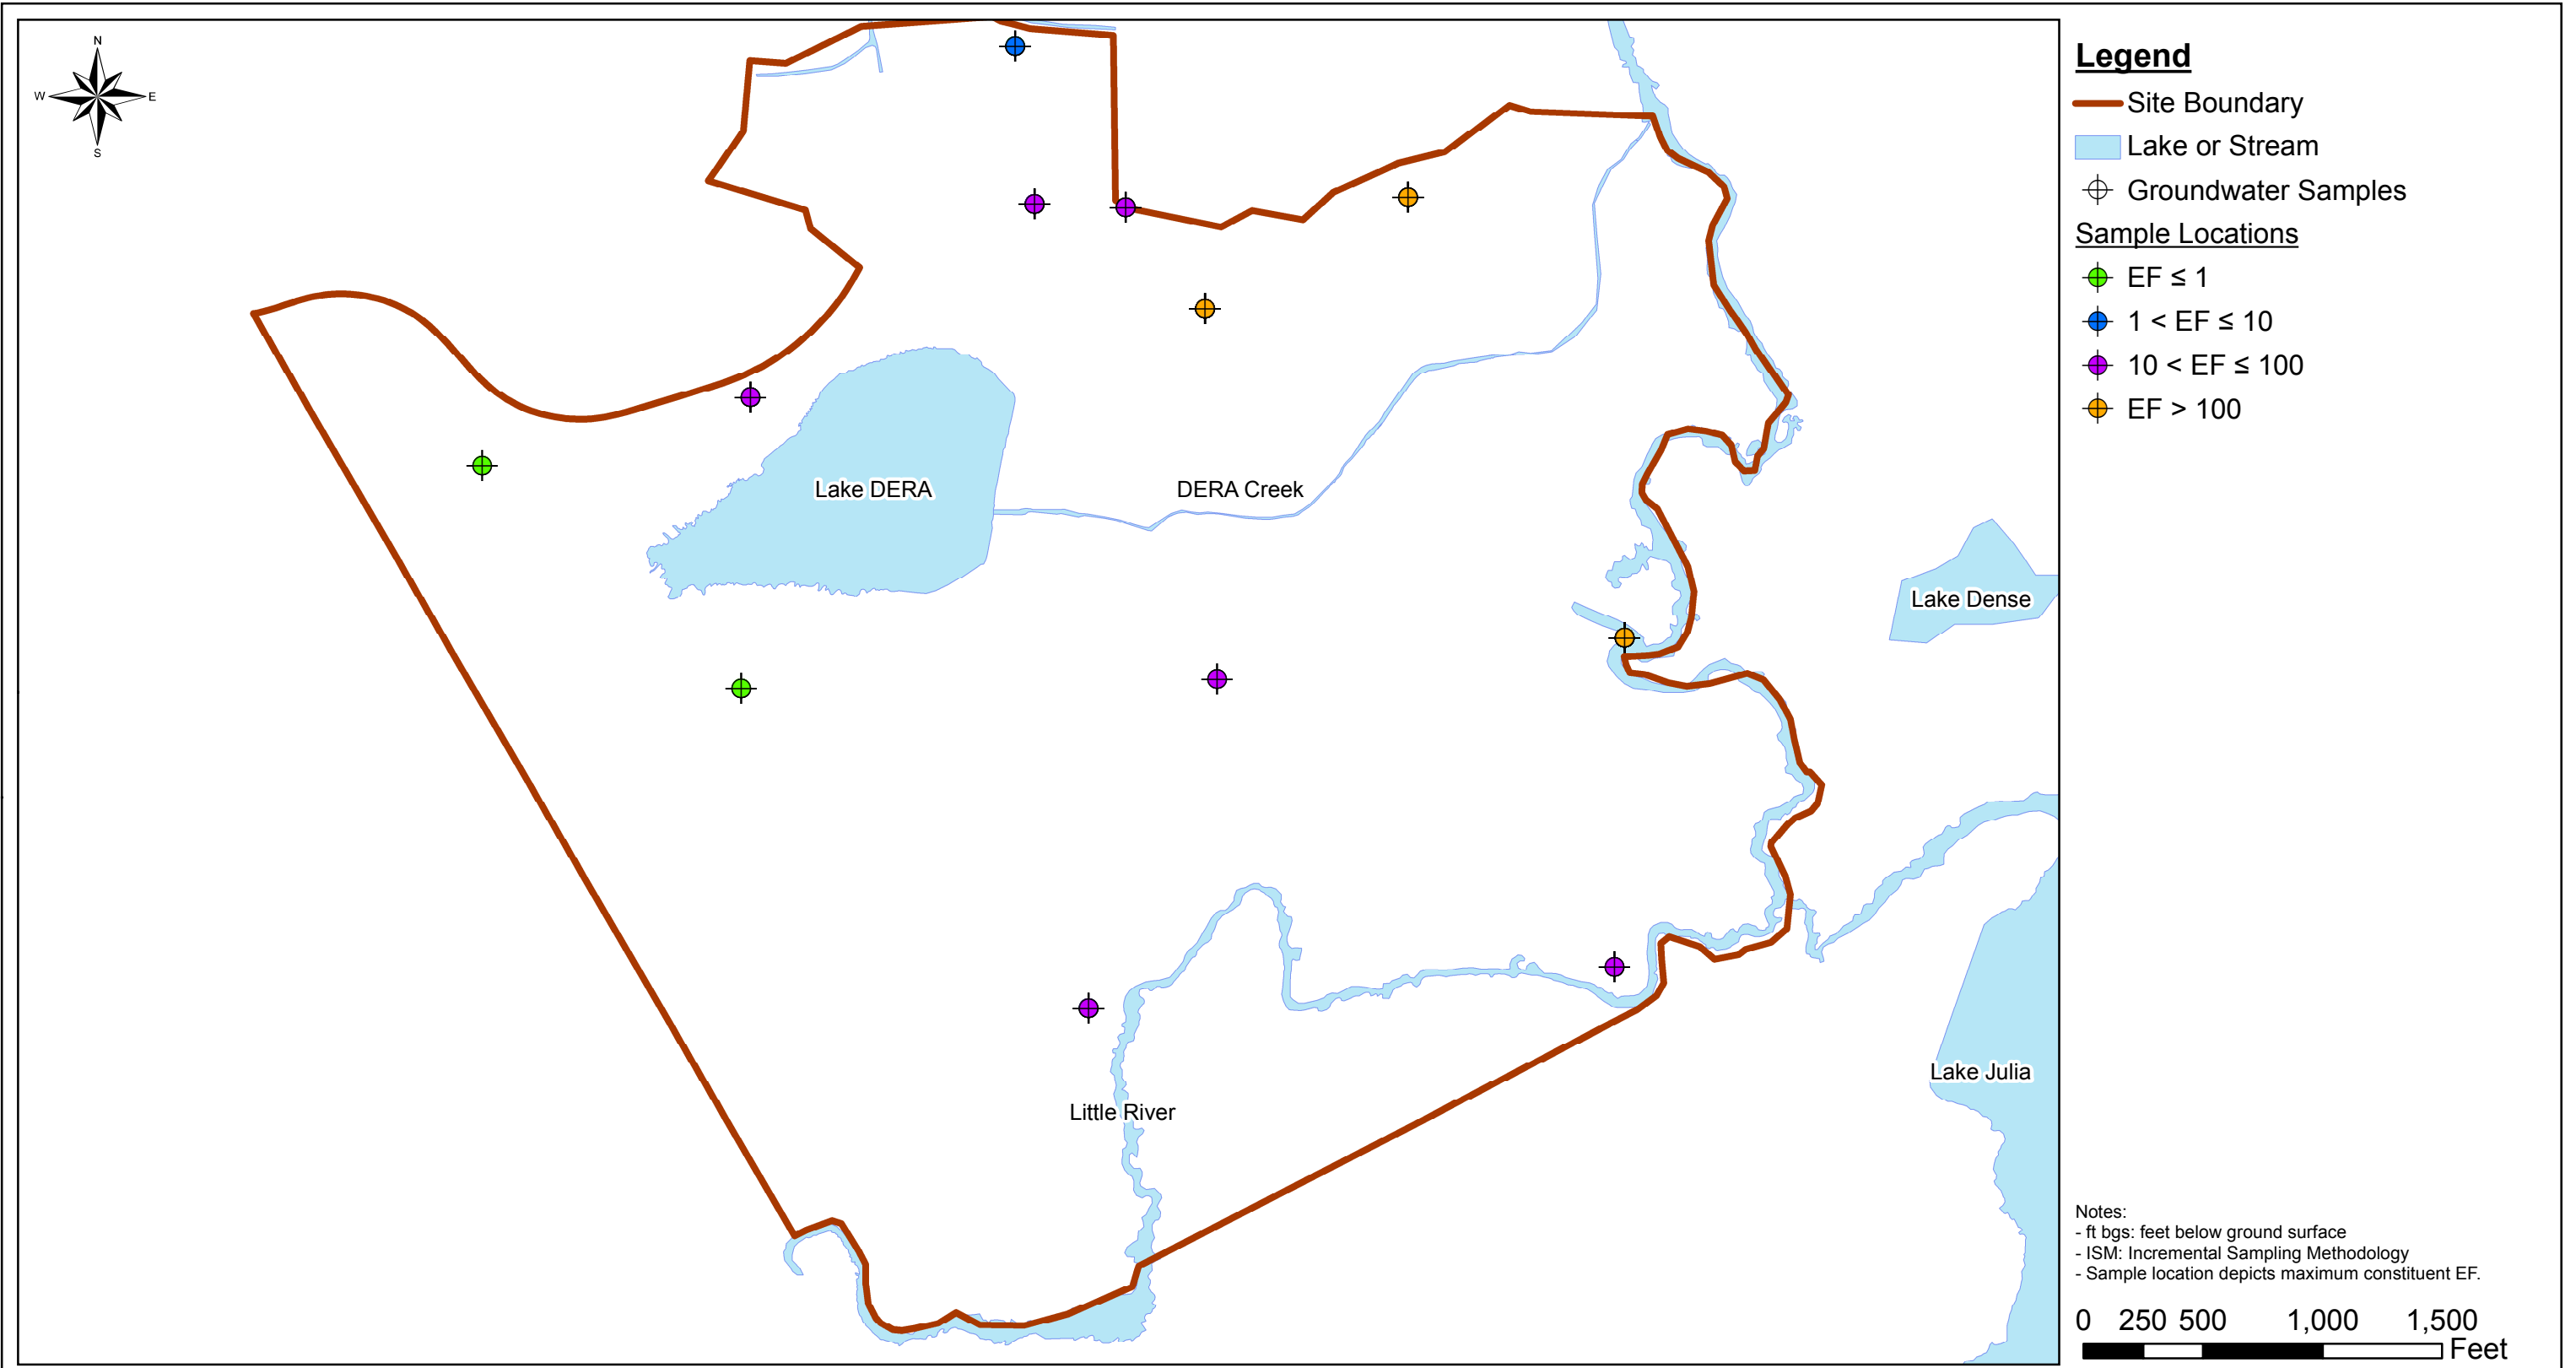 N
W E
S
Lake DERA
DERA Creek
Lake Dense
Lake Julia
Little River
Legend
Site Boundary
Lake or Stream
Groundwater Samples
Sample Locations
EF ≤ 1
1 < EF ≤ 10
10 < EF ≤ 100
EF > 100
Notes:
- ft bgs: feet below ground surface
- ISM: Incremental Sampling Methodology
- Sample location depicts maximum constituent EF.
0 250 500 1,000 1,500
Feet